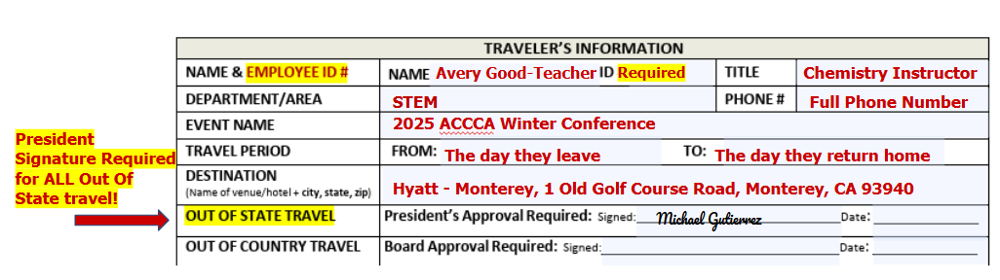 TRAVELER'S INFORMATION
NAME & EMPLOYEE ID # NAME Avery Good-Teacher ID Required TITLE Chemistry Instructor
DEPARTMENT/AREA STEM PHONE # Full Phone Number
EVENT NAME 2025 ACCCA Winter Conference
President
Signature Required
for ALL Out Of
State travel!
TRAVEL PERIOD FROM: The day they leave TO: The day they return home
DESTINATION
(Name of venue/hotel + city, state, zip) Hyatt - Monterey, 1 Old Golf Course Road, Monterey, CA 93940
OUT OF STATE TRAVEL President's Approval Required: Signed: Michael Gutierrez Date:
OUT OF COUNTRY TRAVEL Board Approval Required: Signed: Date: